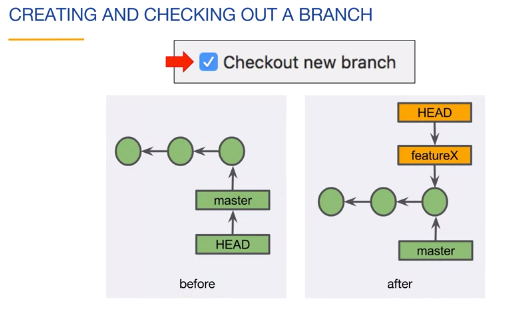 CREATING AND CHECKING OUT A BRANCH
Checkout new branch
master
HEAD
before
HEAD
featureX
master
after